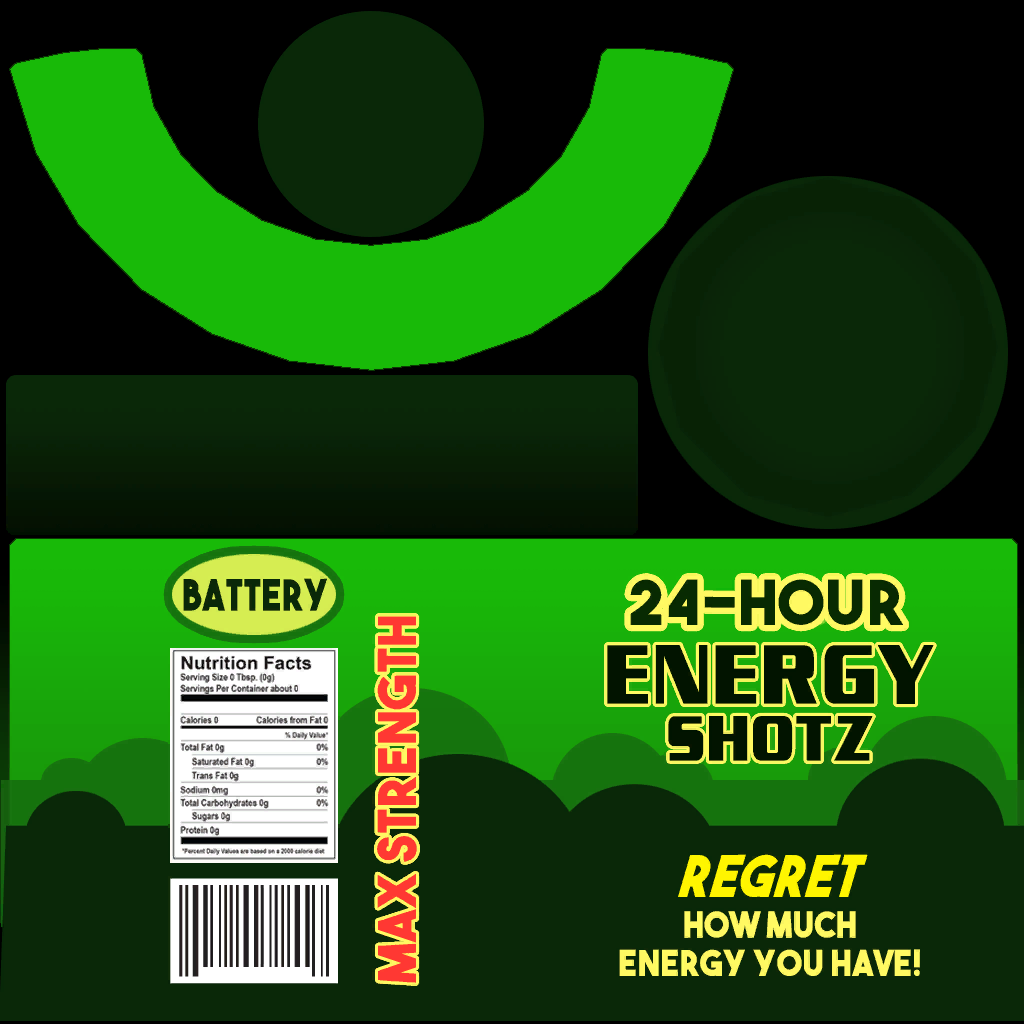 BATTERY
Nutrition Facts
Serving Size 0 Tbsp. (0g)
Servings Per Container about 0
Calories 0 Calories from Fat 0
% Daily Value*
Total Fat 0g 0%
Saturated Fat 0g 0%
Trans Fat 0g
Sodium 0mg 0%
Total Carbohydrates 0g 0%
Sugars 0g
Protein 0g
*Percent Daily Values are based on a 2000 calorie diet
MAX STRENGTH
24-HOUR
ENERGY
SHOTZ
REGRET
HOW MUCH
ENERGY YOU HAVE!